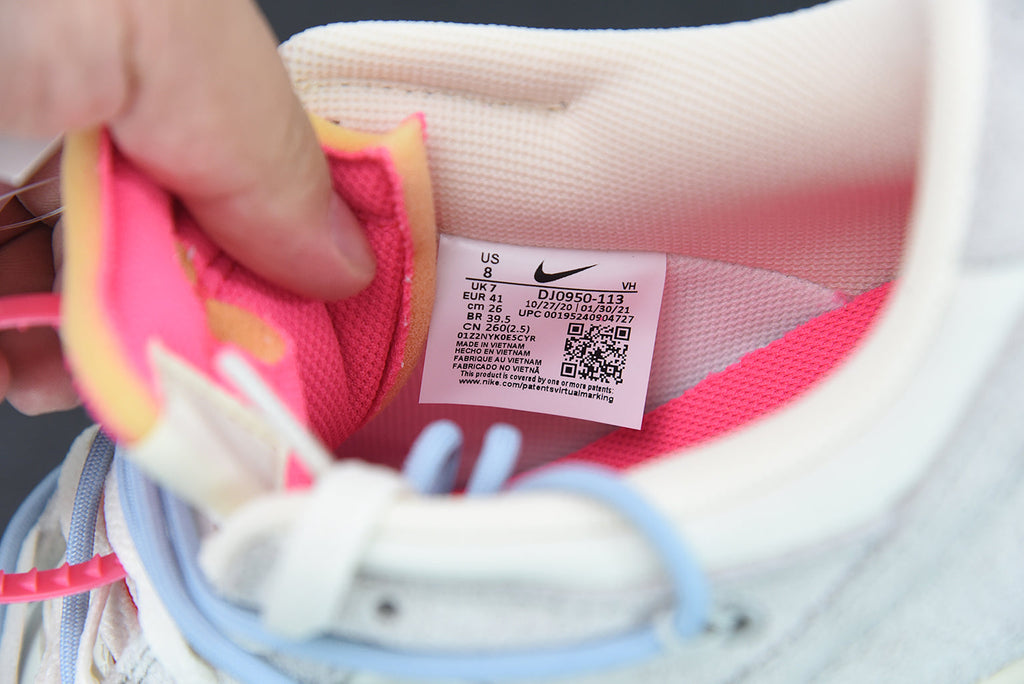 US
8
VH
UK 7
DJ0950-113
EUR 41
10/27/20 | 01/30/21
cm 26
UPC 00195240904727
BR 39.5
CN 260(2.5)
01Z2NYK0E5CYR
MADE IN VIETNAM
HECHO EN VIETNAM
FABRIQUE AU VIETNAM
FABRICADO NO VIETNÃ
This product is covered by one or more patents:
www.nike.com/patentsvirtualmarking